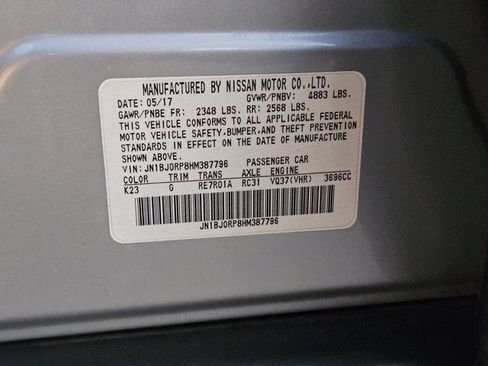 MANUFACTURED BY NISSAN MOTOR CO.,LTD.
DATE: 05/17 GVWR/PNBV: 4883 LBS.
GAWR/PNBE FR: 2348 LBS. RR: 2568 LBS.
THIS VEHICLE CONFORMS TO ALL APPLICABLE FEDERAL
MOTOR VEHICLE SAFETY,BUMPER,AND THEFT PREVENTION
STANDARDS IN EFFECT ON THE DATE OF MANUFACTURE
VIN: JN1BJ0RP8HM387796 PASSENGER CAR
COLOR TRIM TRANS AXLE ENGINE
K23 G RE7R01A RC31 VQ37(VHR) 3696CC
JN1BJ0RP8HM387796